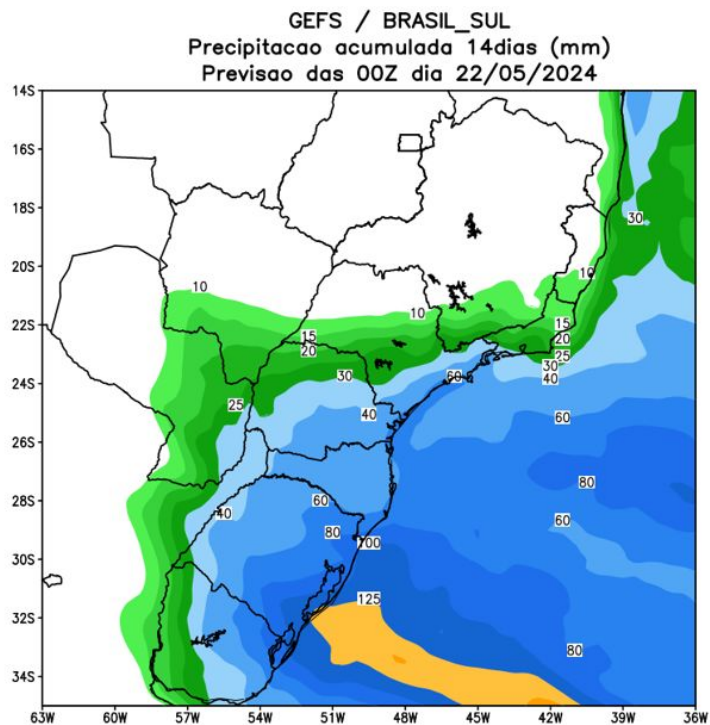 GEFS / BRASIL_SUL
Precipitacao acumulada 14dias (mm)
Previsao das 00Z dia 22/05/2024
14S
16S
18S
30
20S
10
10
10
22S
15
15
20
20
25
30
24S
30
60
40
25
40
60
26S
80
28S
60
40
60
80
100
30S
125
32S
80
34S
63W 60W 57W 54W 51W 48W 45W 42W 39W 36W